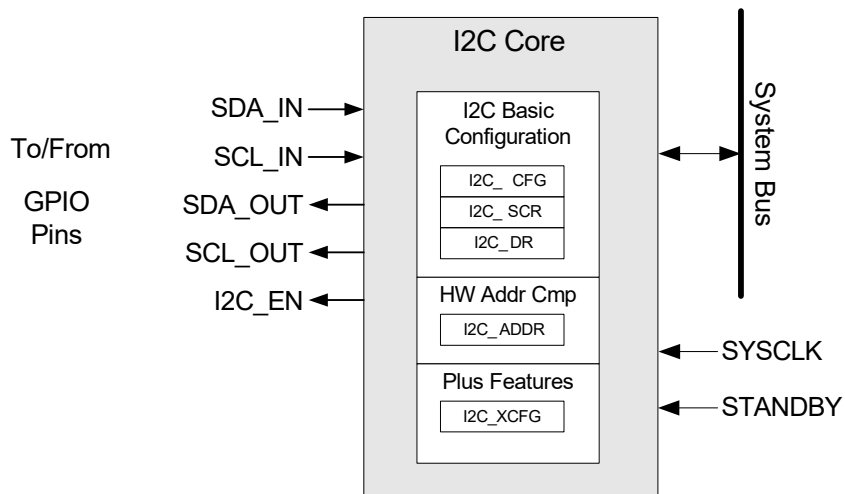 I2C Core
To/From
GPIO
Pins
SDA_IN
SCL_IN
SDA_OUT
SCL_OUT
I2C_EN
I2C Basic
Configuration
I2C_ CFG
I2C_ SCR
I2C_DR
HW Addr Cmp
I2C_ADDR
Plus Features
I2C_XCFG
System Bus
SYSCLK
STANDBY